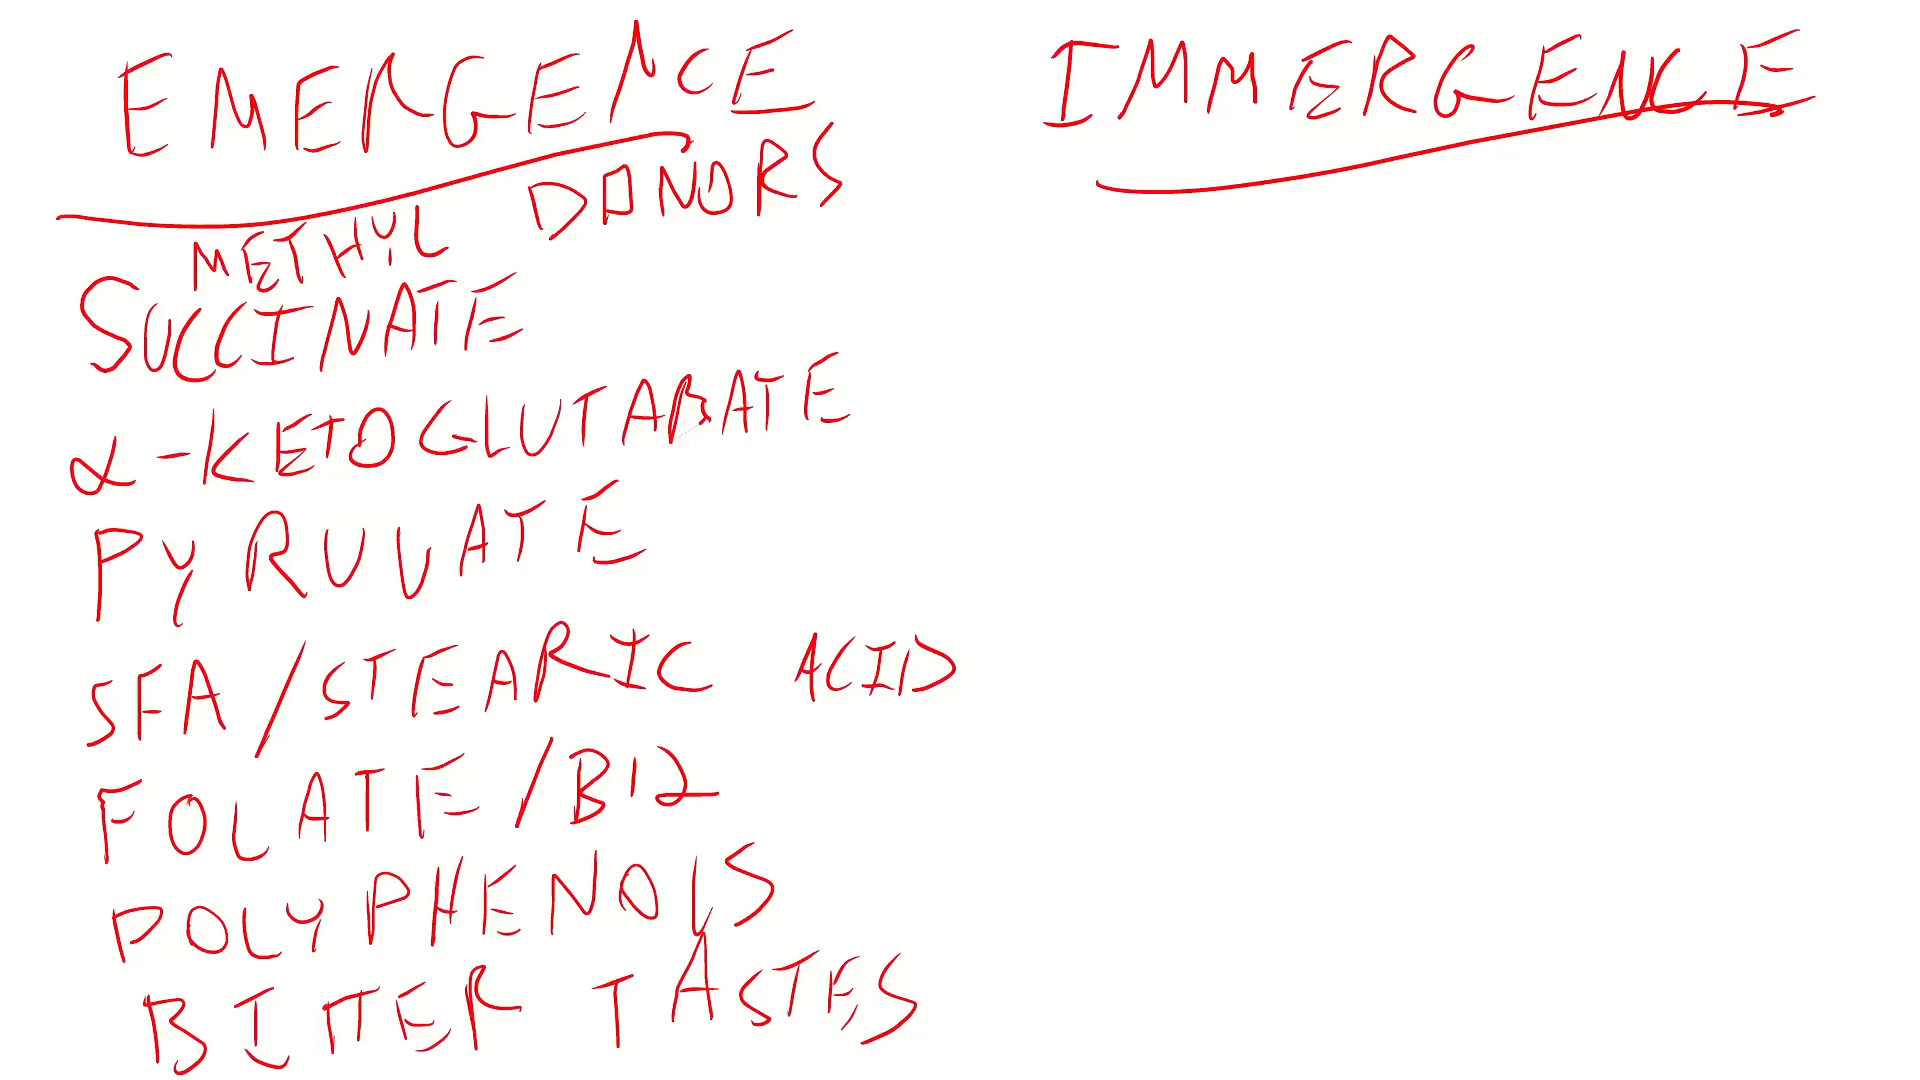 EMERGENCE
METHYL DONORS
SUCCINATE
α-KETOGLUTARATE
PYRUVATE
SFA/STEARIC ACID
FOLATE/B12
POLYPHENOLS
BITTER TASTES
IMMERGENCE